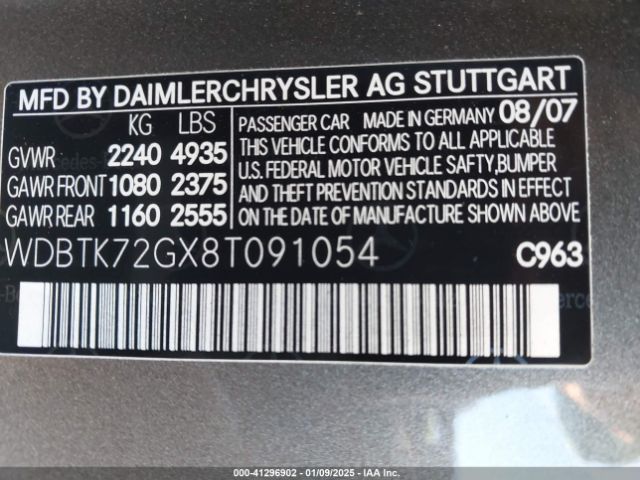 MFD BY DAIMLERCHRYSLER AG STUTTGART
KG LBS
GVWR 2240 4935
GAWR FRONT 1080 2375
GAWR REAR 1160 2555
PASSENGER CAR MADE IN GERMANY 08/07
THIS VEHICLE CONFORMS TO ALL APPLICABLE
U.S. FEDERAL MOTOR VEHICLE SAFTY,BUMPER
AND THEFT PREVENTION STANDARDS IN EFFECT
ON THE DATE OF MANUFACTURE SHOWN ABOVE
WDBTK72GX8T091054 C963
000-41296902 - 01/09/2025 - IAA Inc.